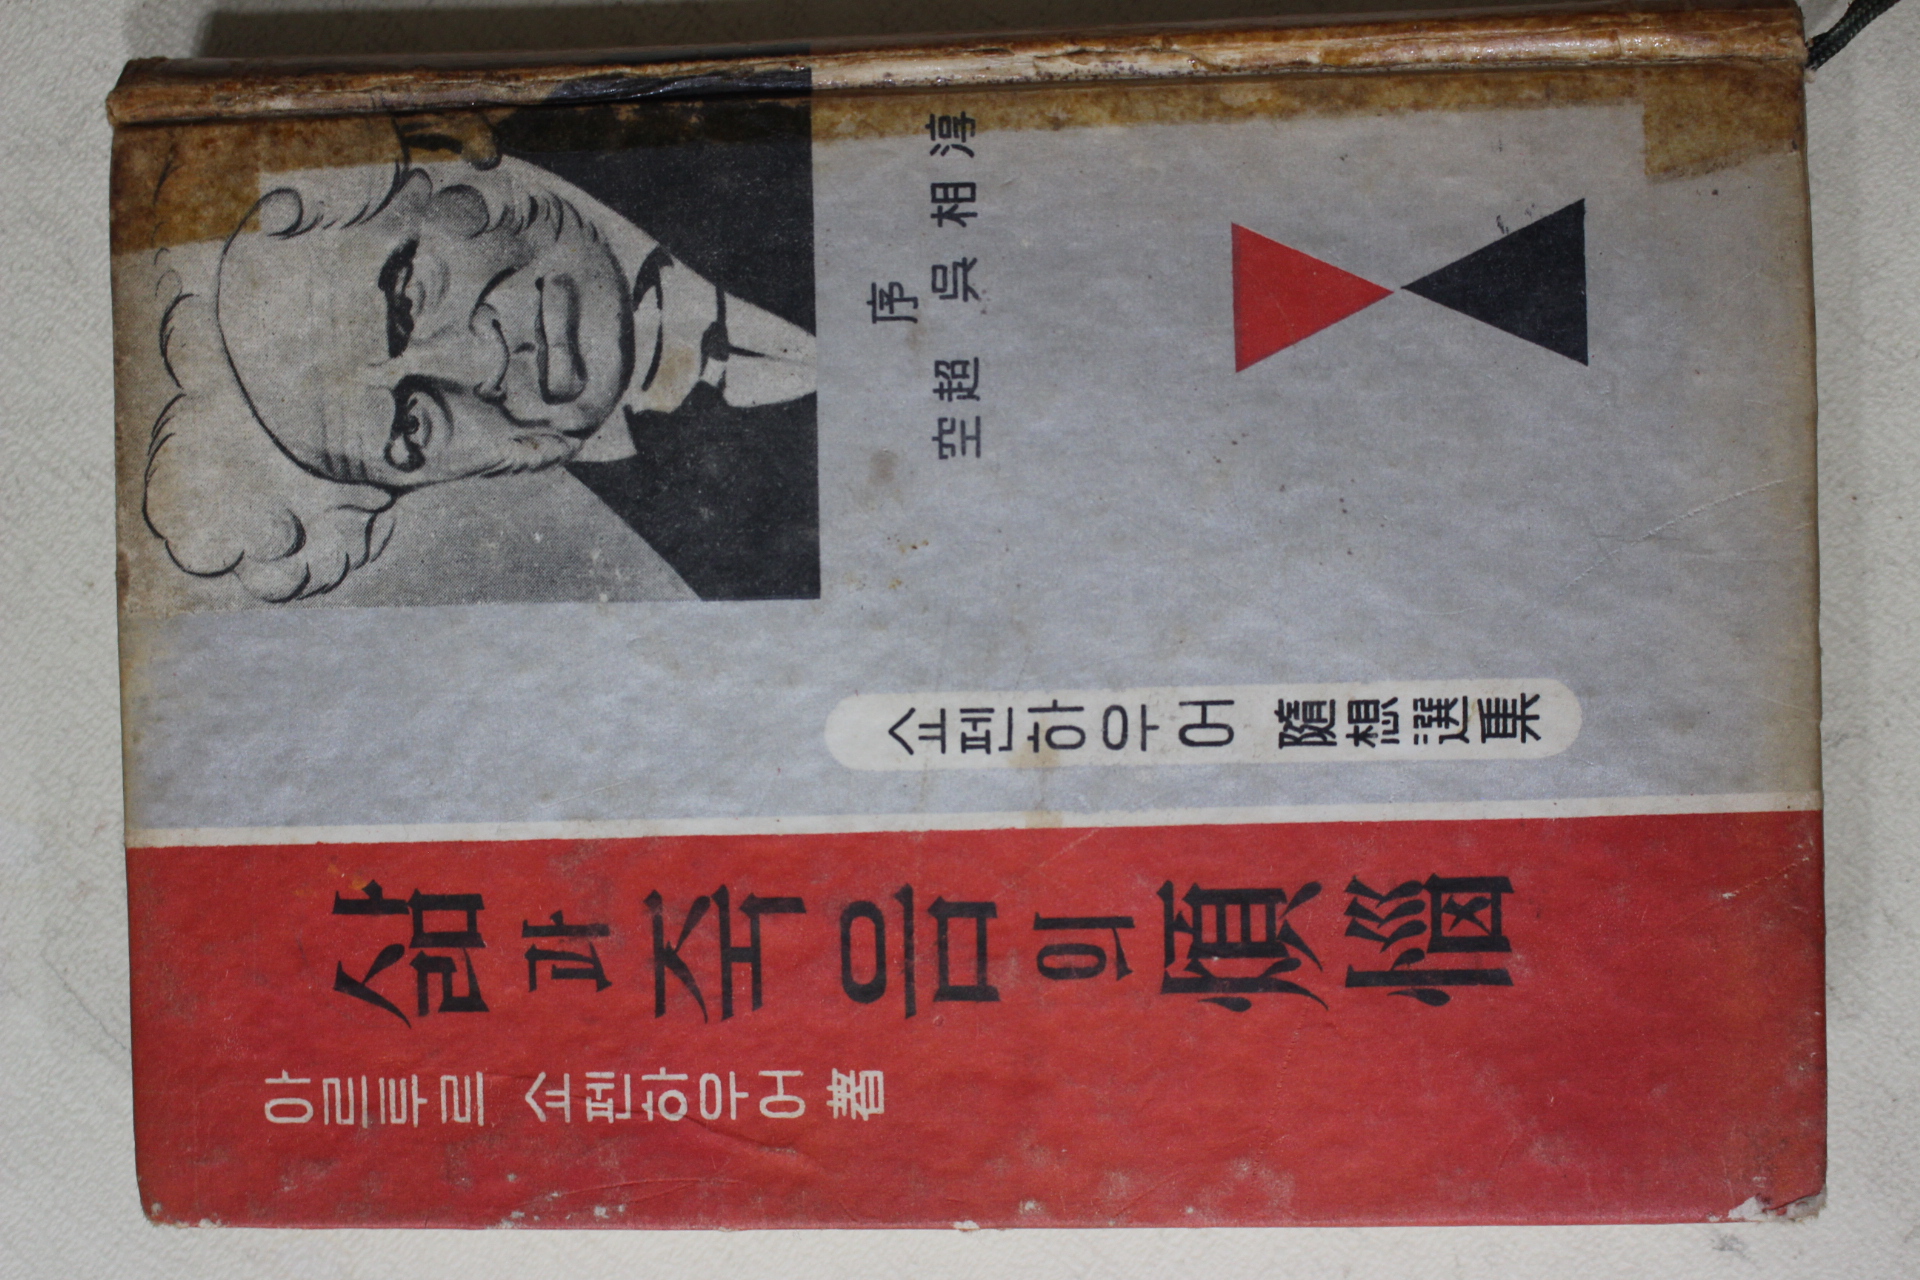 序
空超 吳相淳
쇼펜하우어 隨想選集
삶과 죽음의 煩惱
아르투르 쇼펜하우어 著